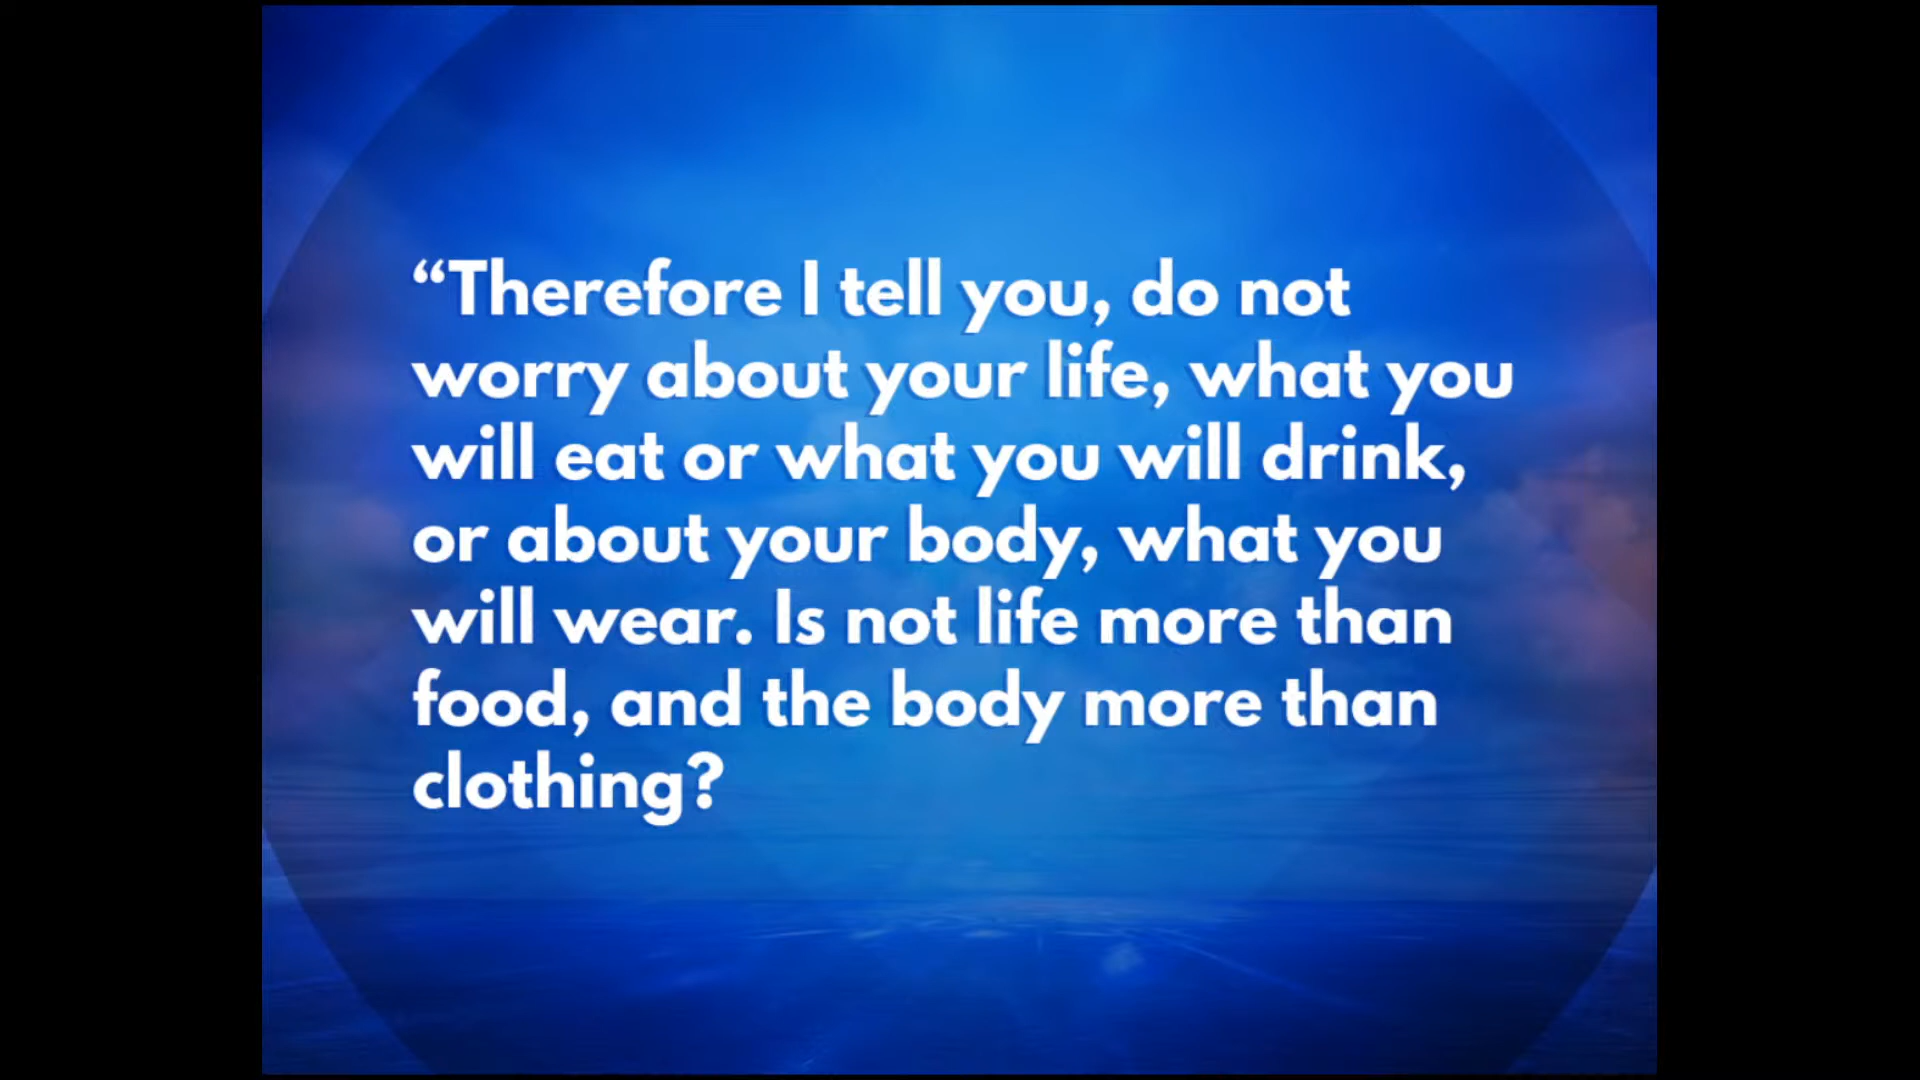 “Therefore I tell you, do not
worry about your life, what you
will eat or what you will drink,
or about your body, what you
will wear. Is not life more than
food, and the body more than
clothing?